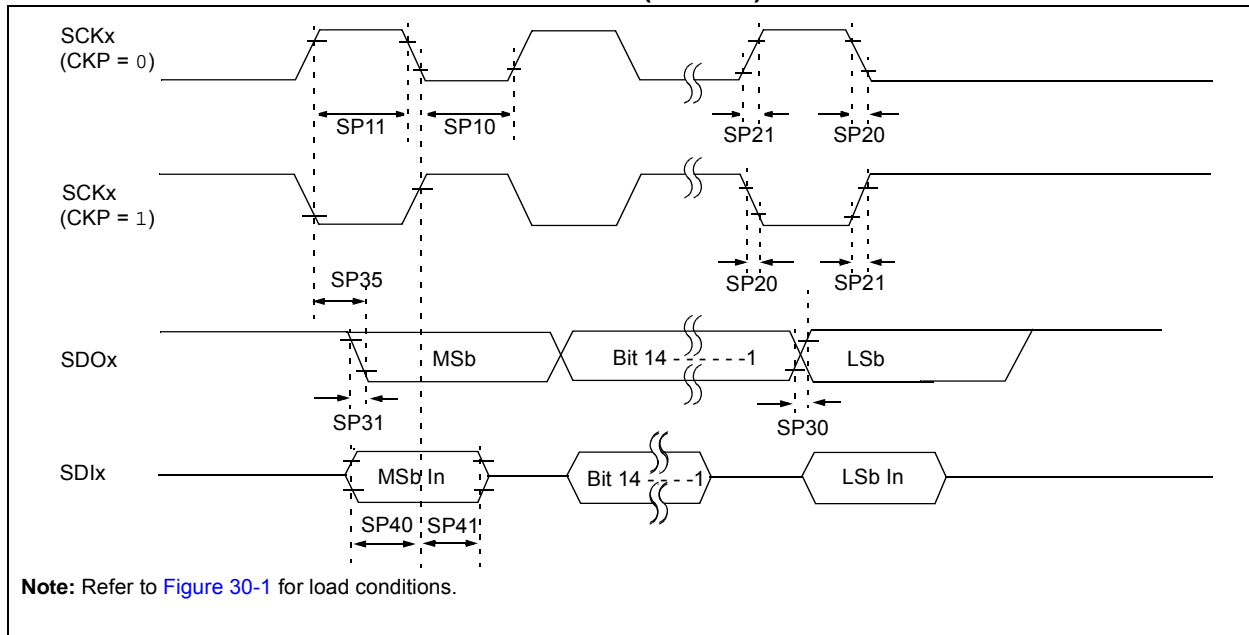 SCKx
(CKP = 0)
SP11
SP10
SP21
SP20
SCKx
(CKP = 1)
SP35
SP20
SP21
SDOx
MSb
Bit 14 - - - - - -1
LSb
SP31
SP30
SDIx
MSb In
Bit 14 - - - -1
LSb In
SP40
SP41
Note: Refer to Figure 30-1 for load conditions.